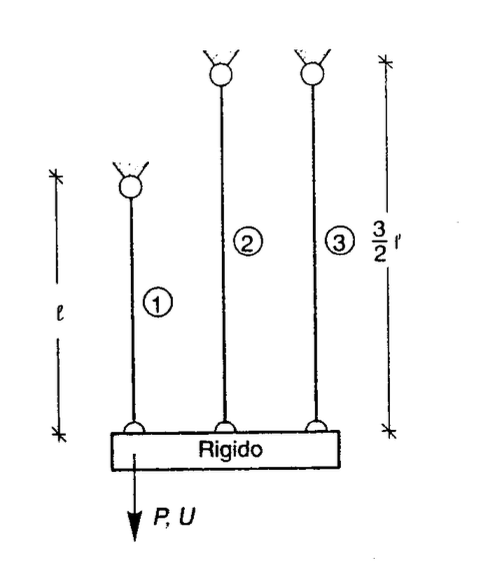 ②
③
3/2 ℓ
①
ℓ
Rigido
P, U